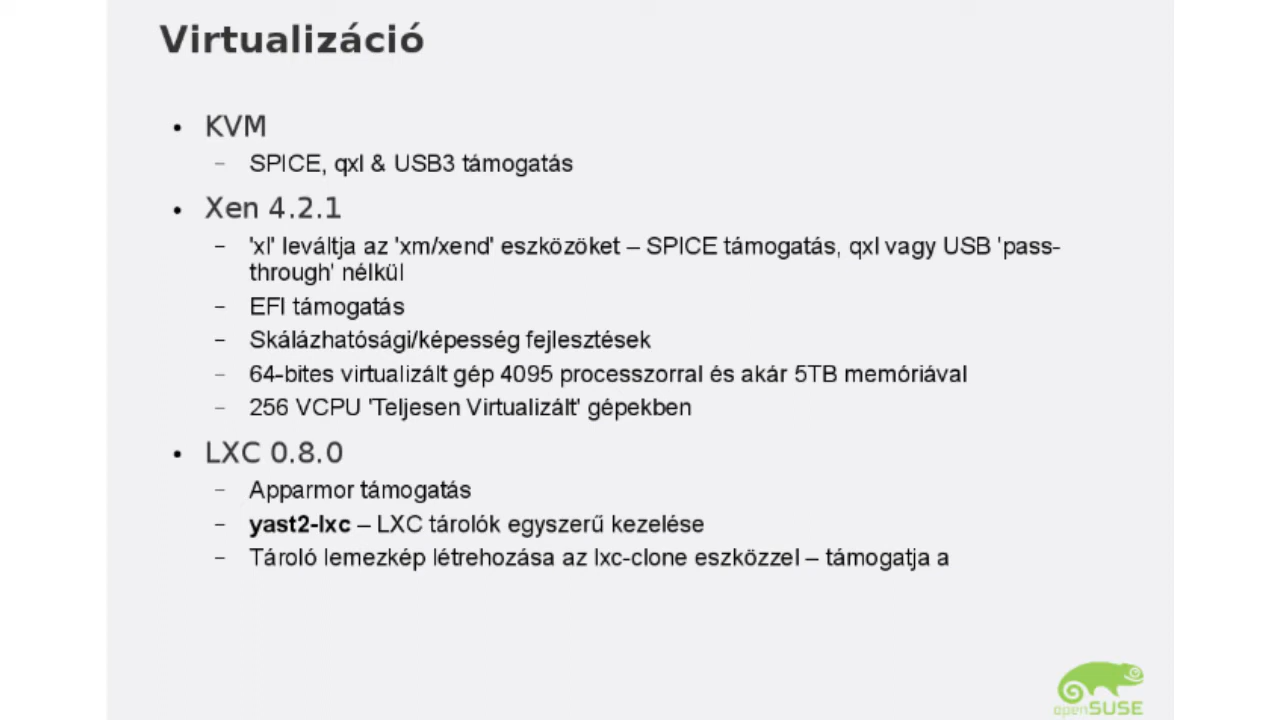 Virtualizáció
• KVM
– SPICE, qxl & USB3 támogatás
• Xen 4.2.1
– 'xl' leváltja az 'xm/xend' eszközöket – SPICE támogatás, qxl vagy USB 'pass-
through' nélkül
– EFI támogatás
– Skálázhatósági/képesség fejlesztések
– 64-bites virtualizált gép 4095 processzorral és akár 5TB memóriával
– 256 VCPU 'Teljesen Virtualizált' gépekben
• LXC 0.8.0
– Apparmor támogatás
– yast2-lxc – LXC tárolók egyszerű kezelése
– Tároló lemezkép létrehozása az lxc-clone eszközzel – támogatja a
openSUSE